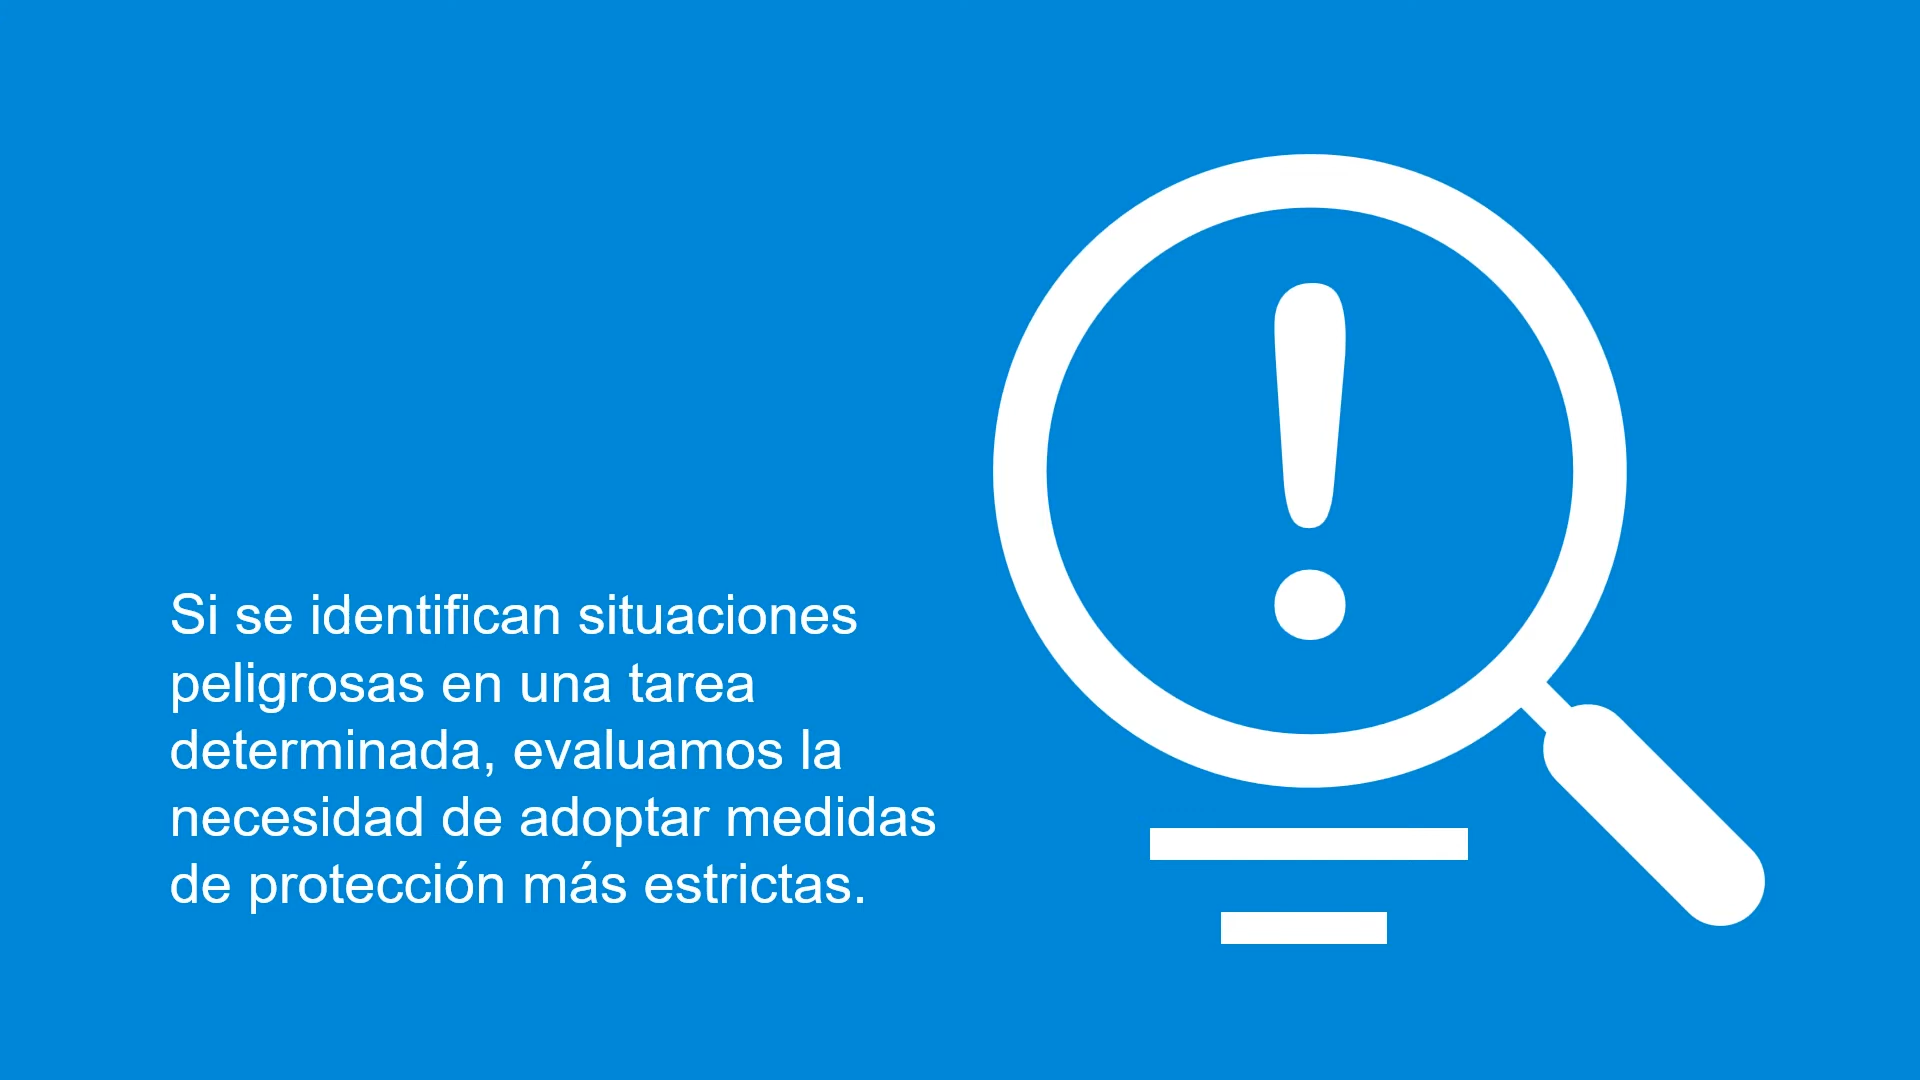 Si se identifican situaciones
peligrosas en una tarea
determinada, evaluamos la
necesidad de adoptar medidas
de protección más estrictas.